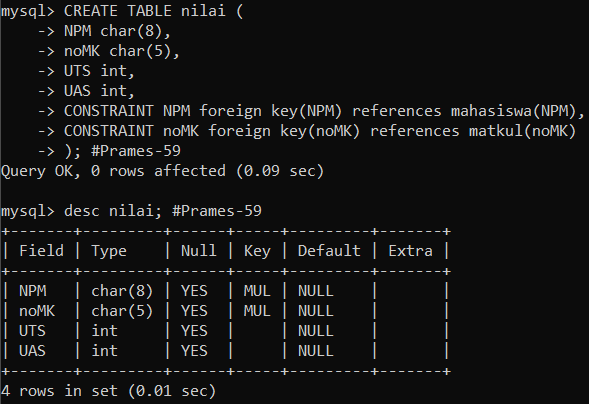 mysql> CREATE TABLE nilai (
    -> NPM char(8),
    -> noMK char(5),
    -> UTS int,
    -> UAS int,
    -> CONSTRAINT NPM foreign key(NPM) references mahasiswa(NPM),
    -> CONSTRAINT noMK foreign key(noMK) references matkul(noMK)
    -> ); #Prames-59
Query OK, 0 rows affected (0.09 sec)

mysql> desc nilai; #Prames-59
+-------+---------+------+-----+---------+-------+
| Field | Type    | Null | Key | Default | Extra |
+-------+---------+------+-----+---------+-------+
| NPM   | char(8) | YES  | MUL | NULL    |       |
| noMK  | char(5) | YES  | MUL | NULL    |       |
| UTS   | int     | YES  |     | NULL    |       |
| UAS   | int     | YES  |     | NULL    |       |
+-------+---------+------+-----+---------+-------+
4 rows in set (0.01 sec)